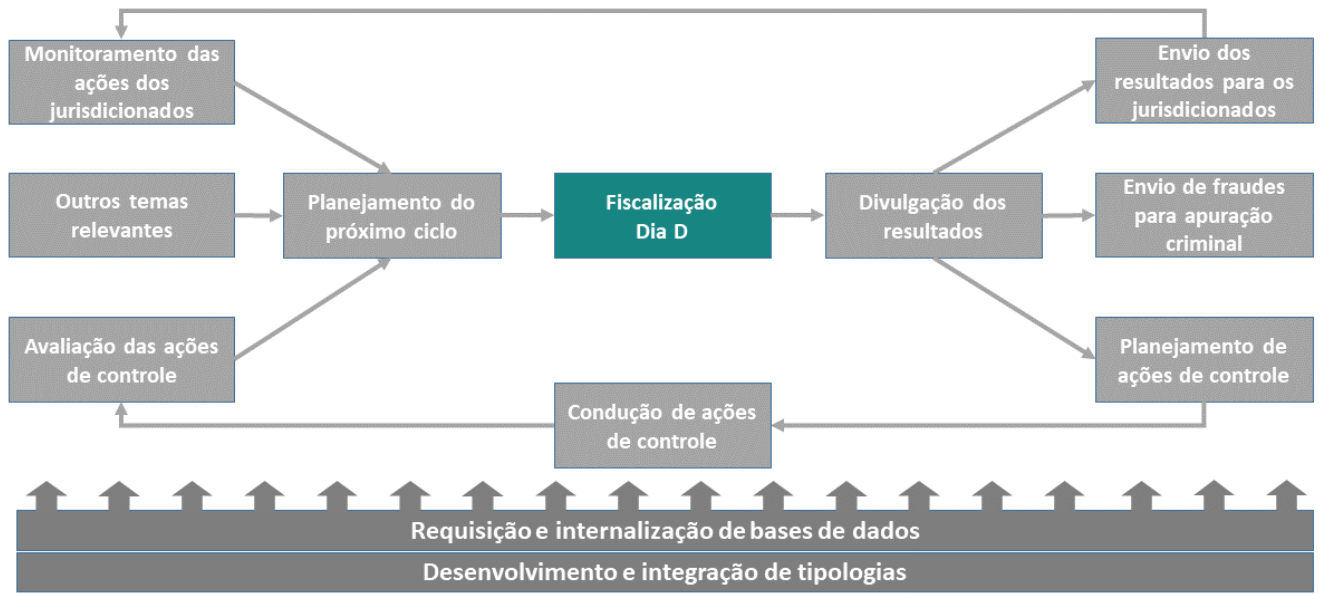 Monitoramento das
ações dos
jurisdicionados
Envio dos
resultados para os
jurisdicionados
Outros temas
relevantes
Planejamento do
próximo ciclo
Fiscalização
Dia D
Divulgação dos
resultados
Envio de fraudes
para apuração
criminal
Avaliação das ações
de controle
Condução de ações
de controle
Planejamento de
ações de controle
Requisição e internalização de bases de dados
Desenvolvimento e integração de tipologias